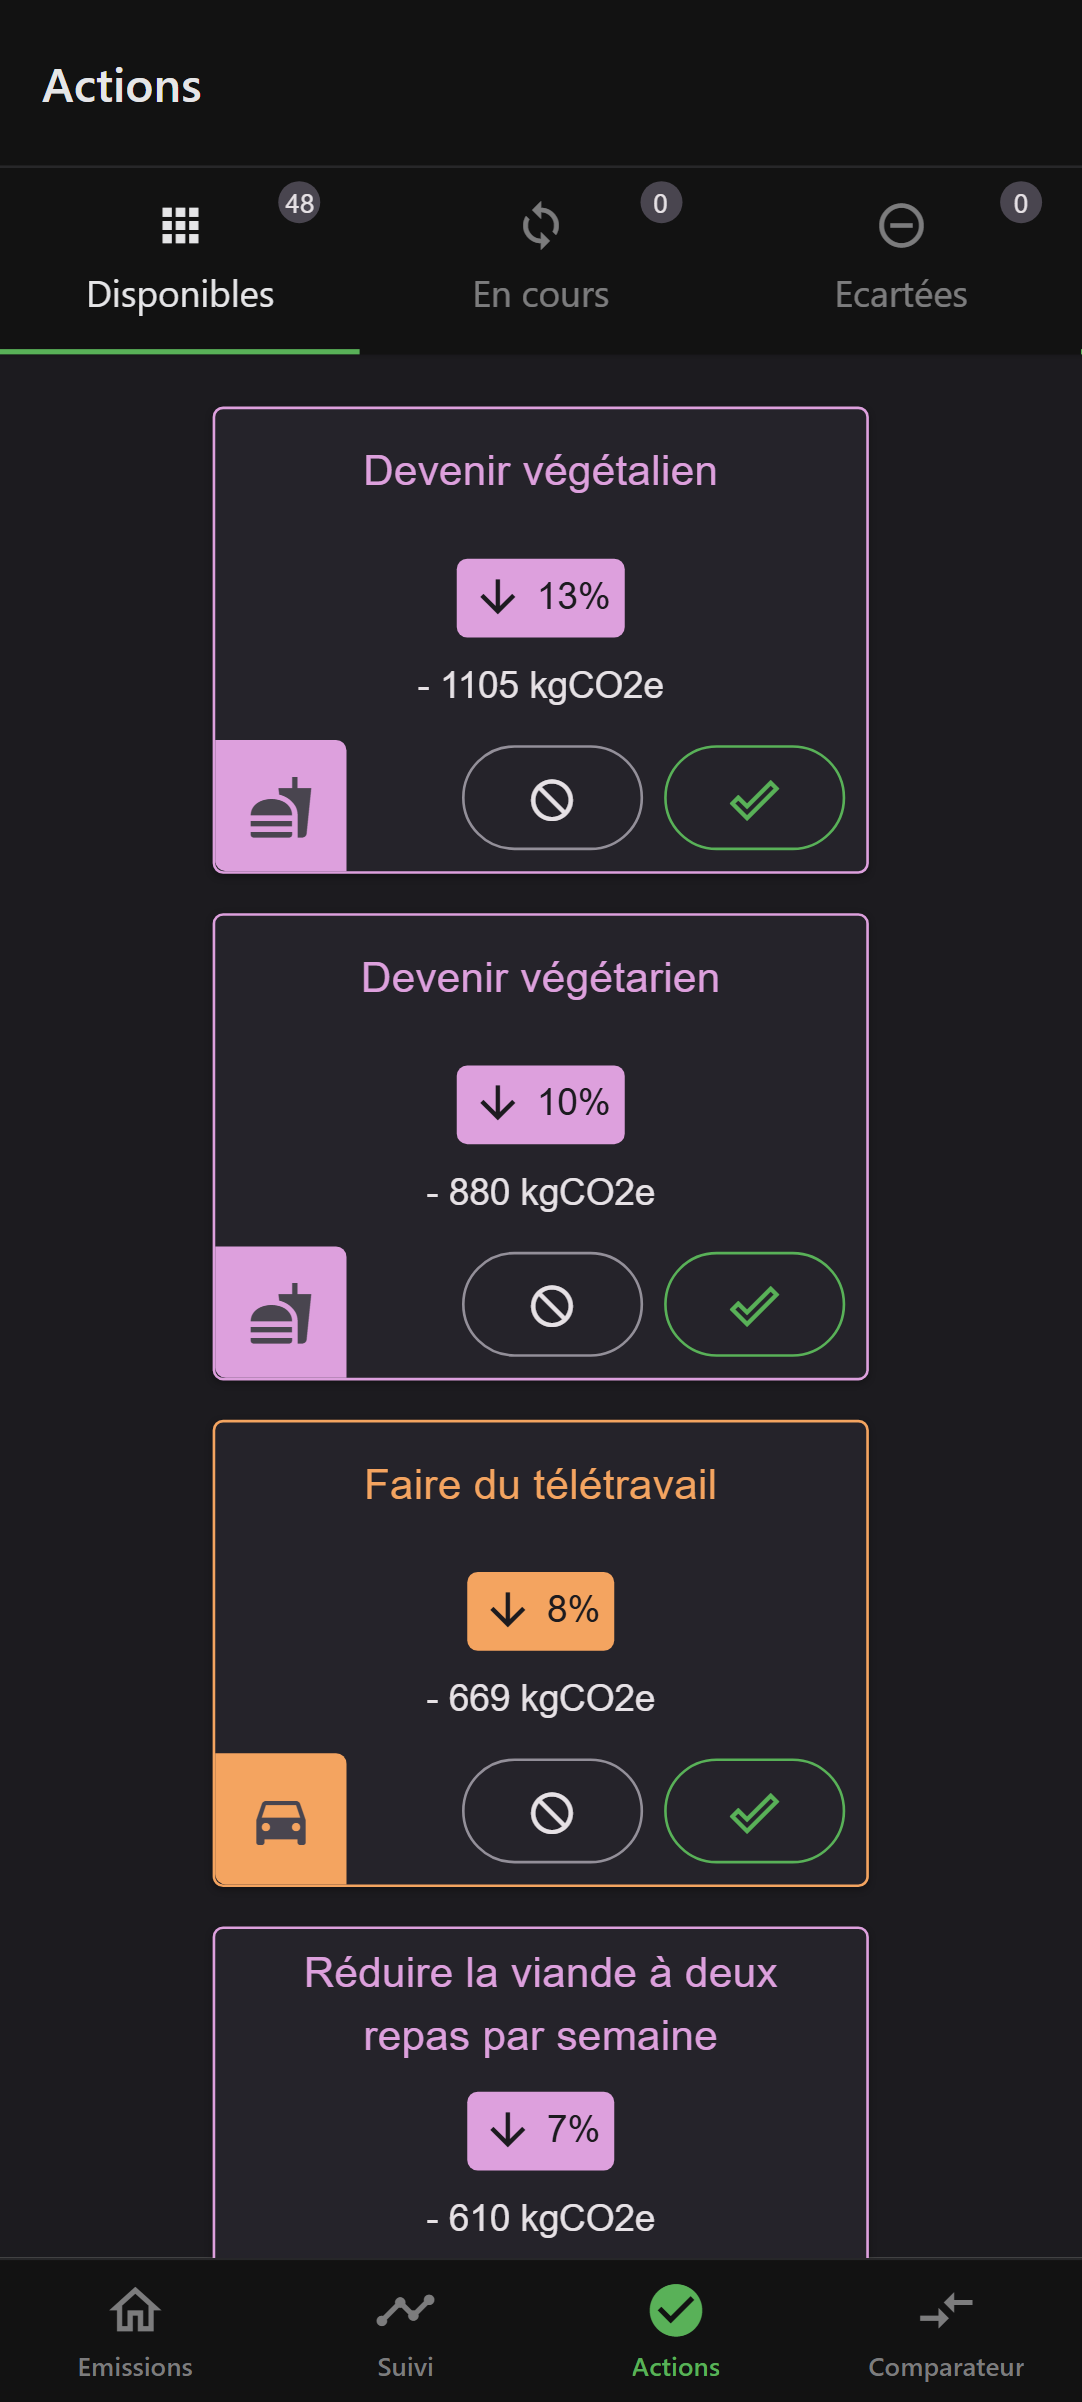 Actions
48
0
0
Disponibles
En cours
Ecartées
Devenir végétalien
13%
- 1105 kgCO2e
Devenir végétarien
10%
- 880 kgCO2e
Faire du télétravail
8%
- 669 kgCO2e
Réduire la viande à deux
repas par semaine
7%
- 610 kgCO2e
Emissions
Suivi
Actions
Comparateur